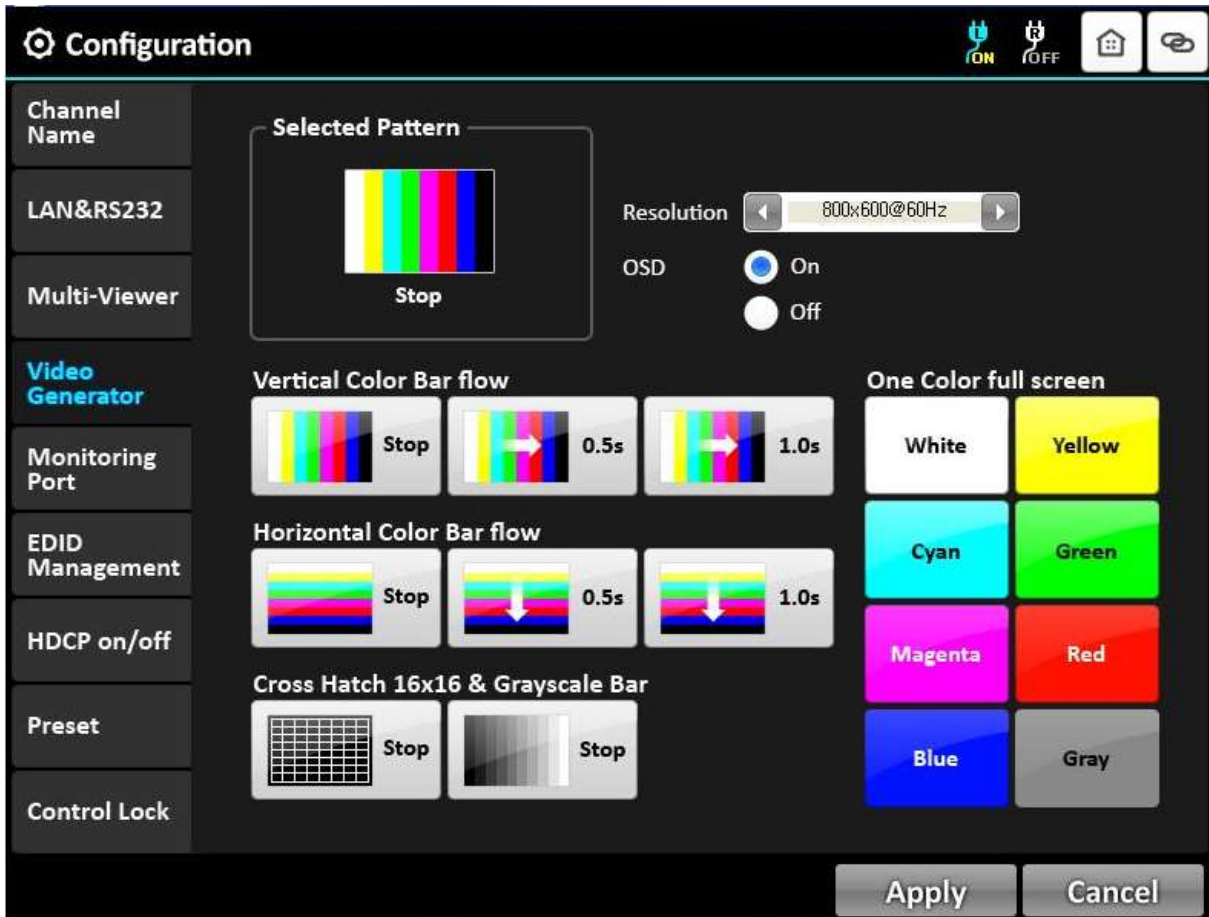 Configuration
L
ON
R
OFF
Channel
Name
LAN&RS232
Multi-Viewer
Video
Generator
Monitoring
Port
EDID
Management
HDCP on/off
Preset
Control Lock
Selected Pattern
Stop
Resolution 800x600@60Hz
OSD On
Off
Vertical Color Bar flow
Stop 0.5s 1.0s
Horizontal Color Bar flow
Stop 0.5s 1.0s
Cross Hatch 16x16 & Grayscale Bar
Stop Stop
One Color full screen
White Yellow
Cyan Green
Magenta Red
Blue Gray
Apply Cancel